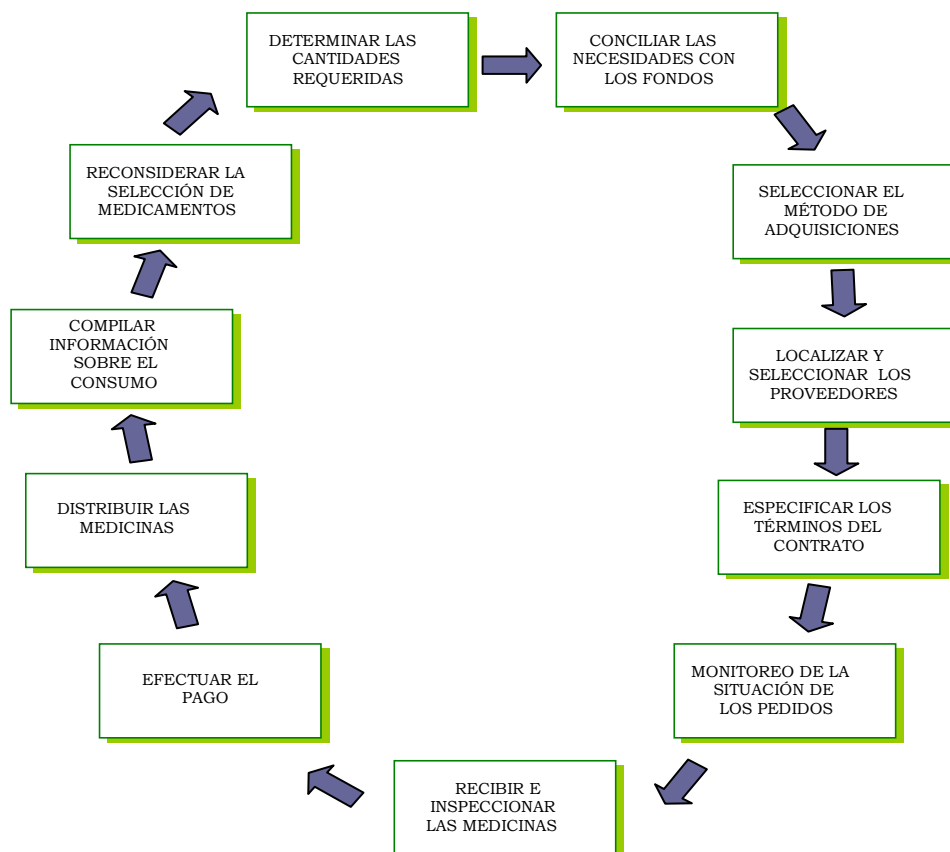 DETERMINAR LAS
CANTIDADES
REQUERIDAS
CONCILIAR LAS
NECESIDADES CON
LOS FONDOS
SELECCIONAR EL
MÉTODO DE
ADQUISICIONES
LOCALIZAR Y
SELECCIONAR LOS
PROVEEDORES
ESPECIFICAR LOS
TÉRMINOS DEL
CONTRATO
MONITOREO DE LA
SITUACIÓN DE
LOS PEDIDOS
RECIBIR E
INSPECCIONAR
LAS MEDICINAS
EFECTUAR EL
PAGO
DISTRIBUIR LAS
MEDICINAS
COMPILAR
INFORMACIÓN
SOBRE EL
CONSUMO
RECONSIDERAR LA
SELECCIÓN DE
MEDICAMENTOS